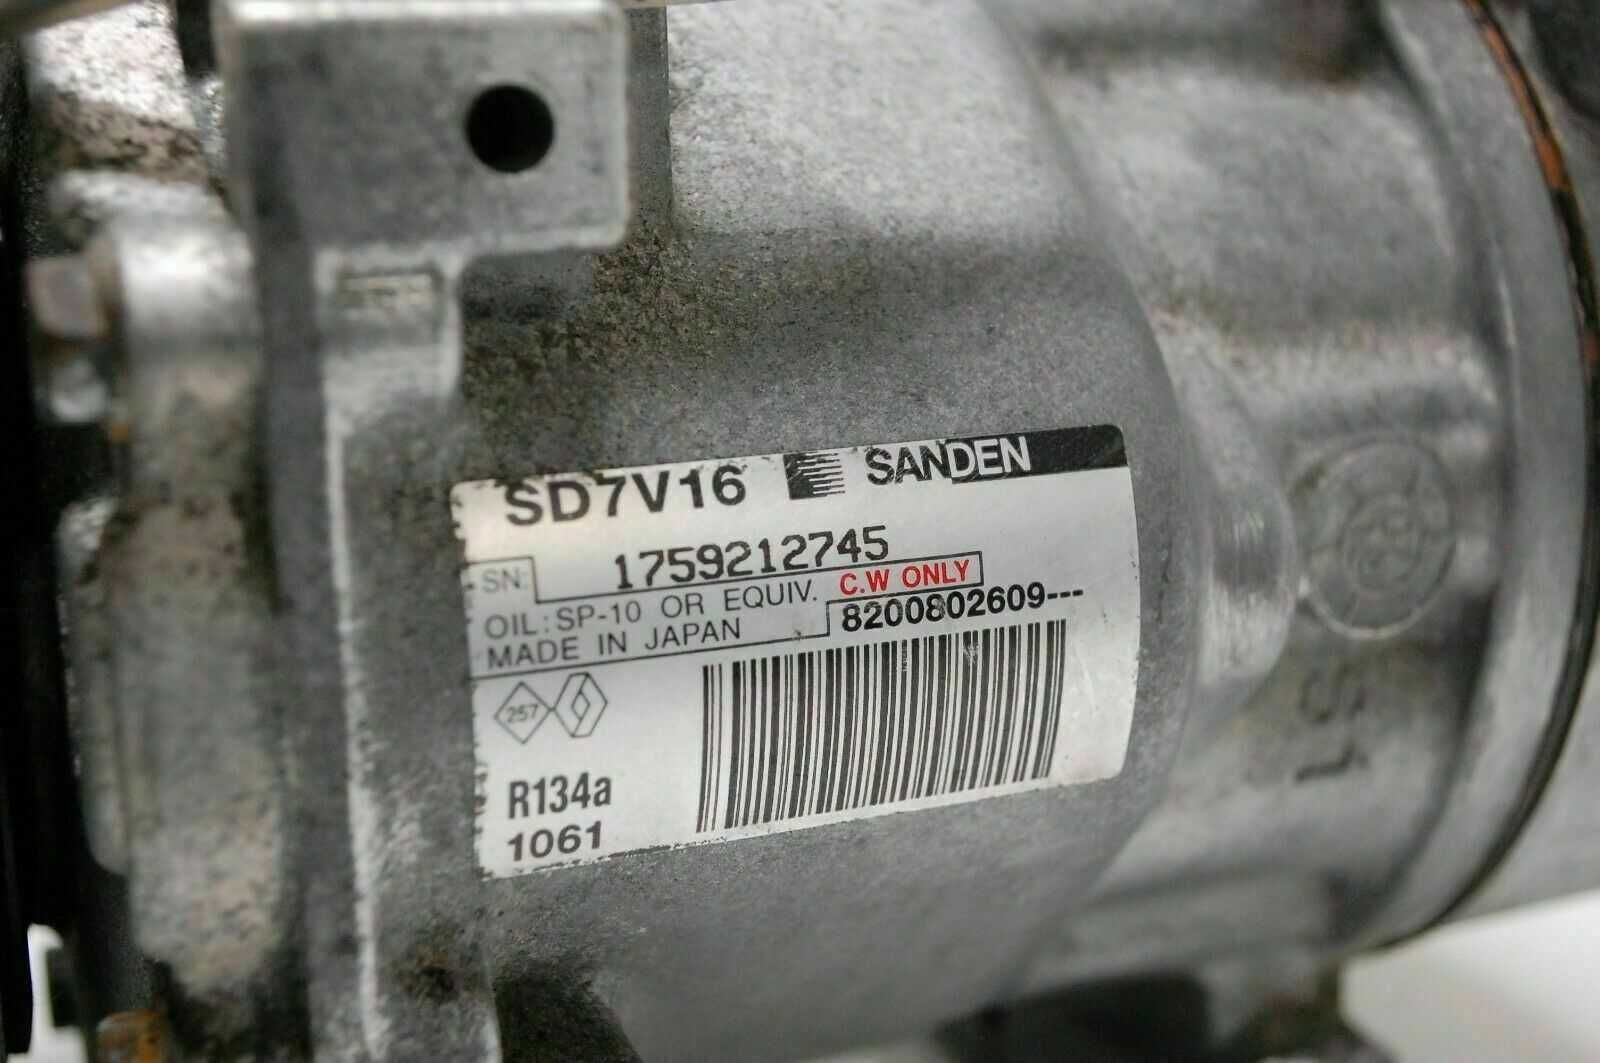 SD7V16 SANDEN
SN: 1759212745
OIL: SP-10 OR EQUIV. C.W ONLY
MADE IN JAPAN 8200802609---
257
R134a
1061